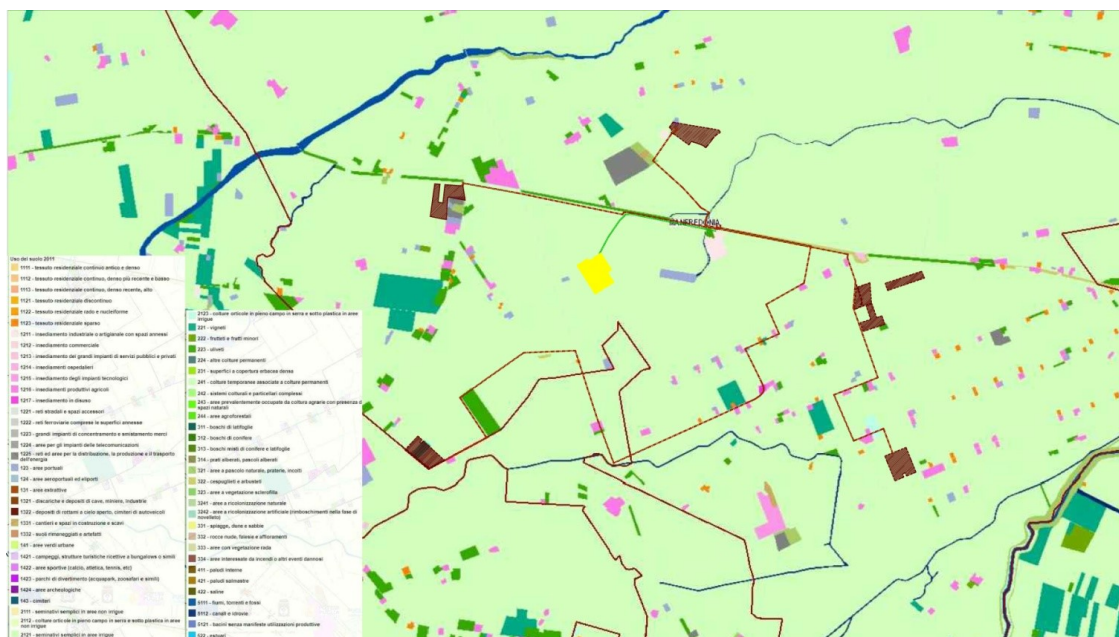 MANFREDONIA
Uso del suolo 2011
1111 - tessuto residenziale continuo antico e denso
1112 - tessuto residenziale continuo, denso più recente e basso
1113 - tessuto residenziale continuo, denso recente, alto
1121 - tessuto residenziale discontinuo
1122 - tessuto residenziale rado e nucleiforme
1123 - tessuto residenziale sparso
1211 - insediamento industriale o artigianale con spazi annessi
1212 - insediamento commerciale
1213 - insediamento dei grandi impianti di servizi pubblici e privati
1214 - insediamenti ospedalieri
1215 - insediamento degli impianti tecnologici
1216 - insediamenti produttivi agricoli
1217 - insediamento in disuso
1221 - reti stradali e spazi accessori
1222 - reti ferroviarie comprese le superfici annesse
1223 - grandi impianti di concentramento e smistamento merci
1224 - aree per gli impianti delle telecomunicazioni
1225 - reti ed aree per la distribuzione, la produzione e il trasporto
dell'energia
123 - aree portuali
124 - aree aeroportuali ed eliporti
131 - aree estrattive
1321 - discariche e depositi di cave, miniere, industrie
1322 - depositi di rottami a cielo aperto, cimiteri di autoveicoli
1331 - cantieri e spazi in costruzione e scavi
1332 - suoli rimaneggiati e artefatti
141 - aree verdi urbane
1421 - campeggi, strutture turistiche ricettive a bungalows o simili
1422 - aree sportive (calcio, atletica, tennis, etc)
1423 - parchi di divertimento (acquapark, zoosafari e simili)
1424 - aree archeologiche
143 - cimiteri
2111 - seminativi semplici in aree non irrigue
2112 - colture orticole in pieno campo in serra e sotto plastica in aree
non irrigue
2121 - seminativi semplici in aree irrigue
2123 - colture orticole in pieno campo in serra e sotto plastica in aree
irrigue
221 - vigneti
222 - frutteti e frutti minori
223 - uliveti
224 - altre colture permanenti
231 - superfici a copertura erbacea densa
241 - colture temporanee associate a colture permanenti
242 - sistemi colturali e particellari complessi
243 - aree prevalentemente occupate da colture agrarie con presenza di
spazi naturali
244 - aree agroforestali
311 - boschi di latifoglie
312 - boschi di conifere
313 - boschi misti di conifere e latifoglie
314 - prati alberati, pascoli alberati
321 - aree a pascolo naturale, praterie, incolti
322 - cespuglieti e arbusteti
323 - aree a vegetazione sclerofilla
3241 - aree a ricolonizzazione naturale
3242 - aree a ricolonizzazione artificiale (rimboschimenti nella fase di
novelleto)
331 - spiagge, dune e sabbie
332 - rocce nude, falesie e affioramenti
333 - aree con vegetazione rada
334 - aree interessate da incendi o altri eventi dannosi
411 - paludi interne
421 - paludi salmastre
422 - saline
5111 - fiumi, torrenti e fossi
5112 - canali e idrovie
5121 - bacini senza manifeste utilizzazioni produttive
522 - estuari